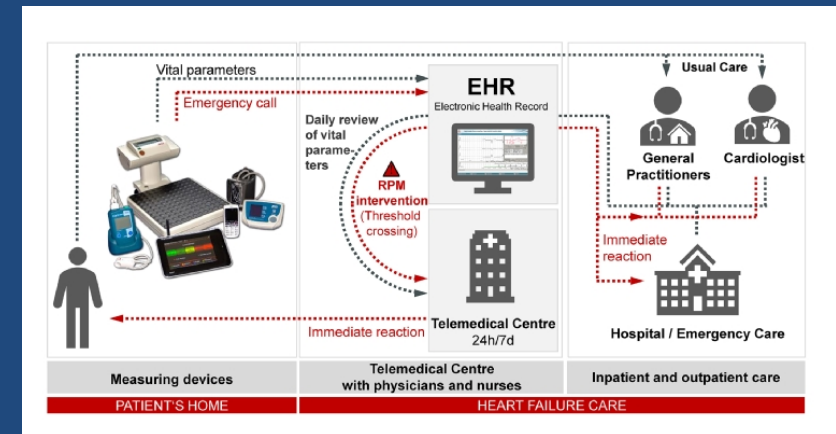 Vital parameters
Emergency call
Daily review
of vital
parame-
ters
RPM
intervention
(Threshold
crossing)
EHR
Electronic Health Record
Usual Care
General
Practitioners
Cardiologist
Immediate
reaction
Immediate reaction
Telemedical Centre
24h/7d
Hospital / Emergency Care
Measuring devices
Telemedical Centre
with physicians and nurses
Inpatient and outpatient care
PATIENT'S HOME
HEART FAILURE CARE